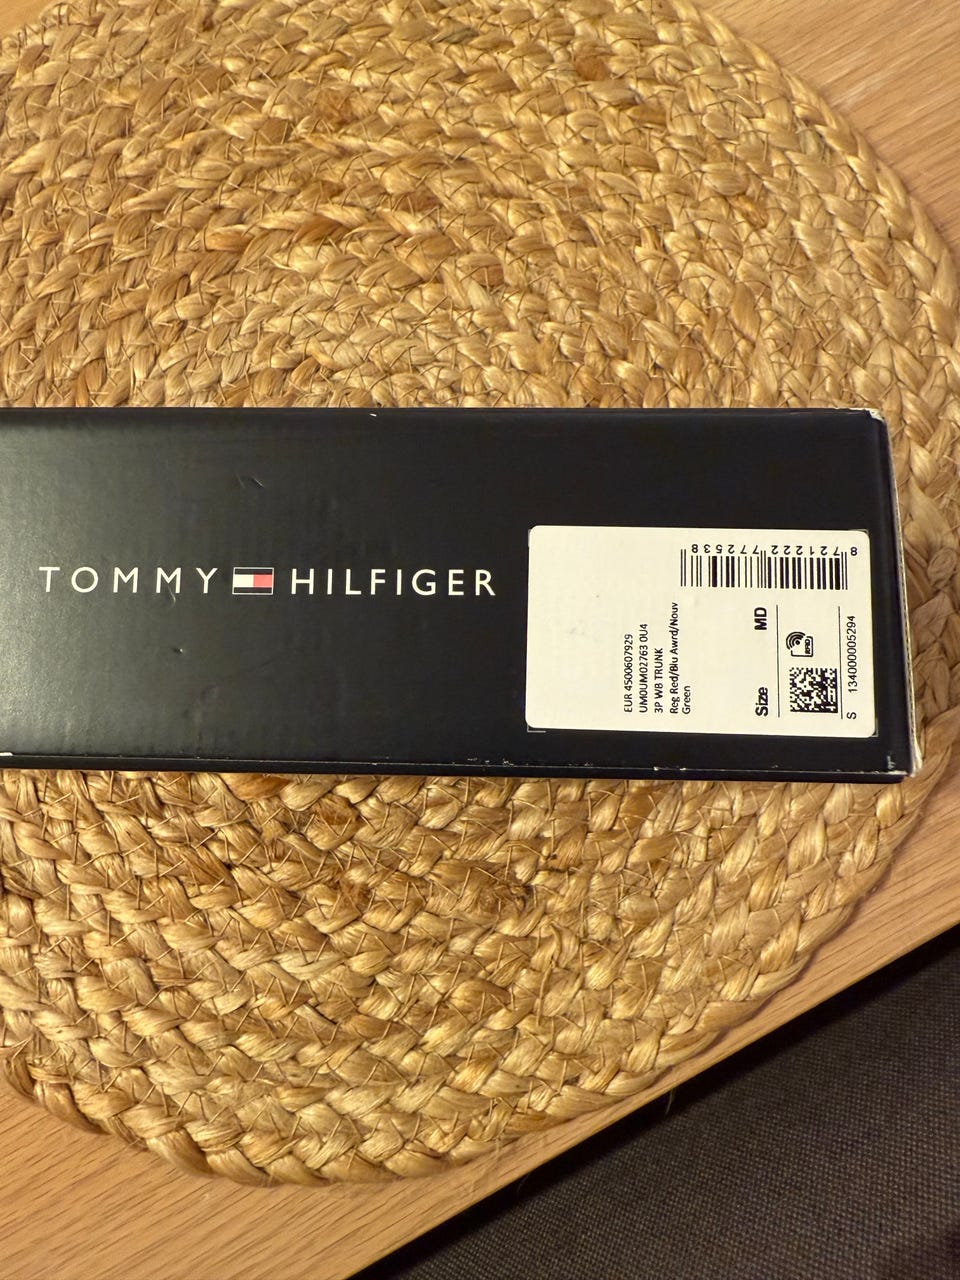 TOMMY HILFIGER
EUR 4500607929
UM0UM02763 0U4
3P WB TRUNK
Reg Red/Blu Awrd/Nouv
Green
Size MD
8 721222 772538
RFID
S 134000005294